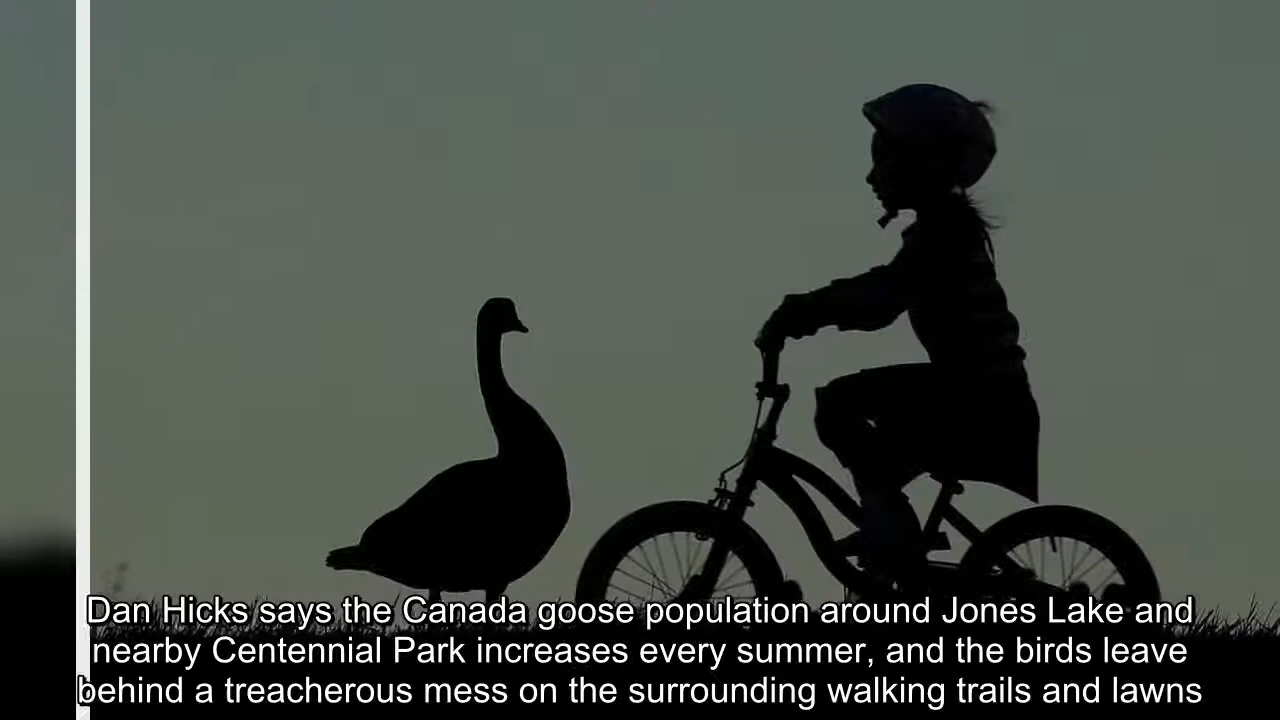 Dan Hicks says the Canada goose population around Jones Lake and
nearby Centennial Park increases every summer, and the birds leave
behind a treacherous mess on the surrounding walking trails and lawns